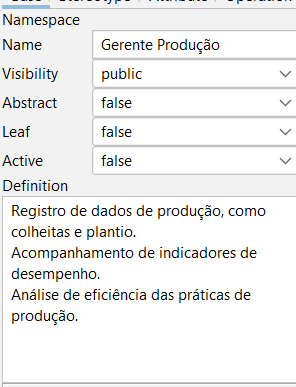 Namespace
Name Gerente Produção
Visibility public
Abstract false
Leaf false
Active false
Definition
Registro de dados de produção, como
colheitas e plantio.
Acompanhamento de indicadores de
desempenho.
Análise de eficiência das práticas de
produção.